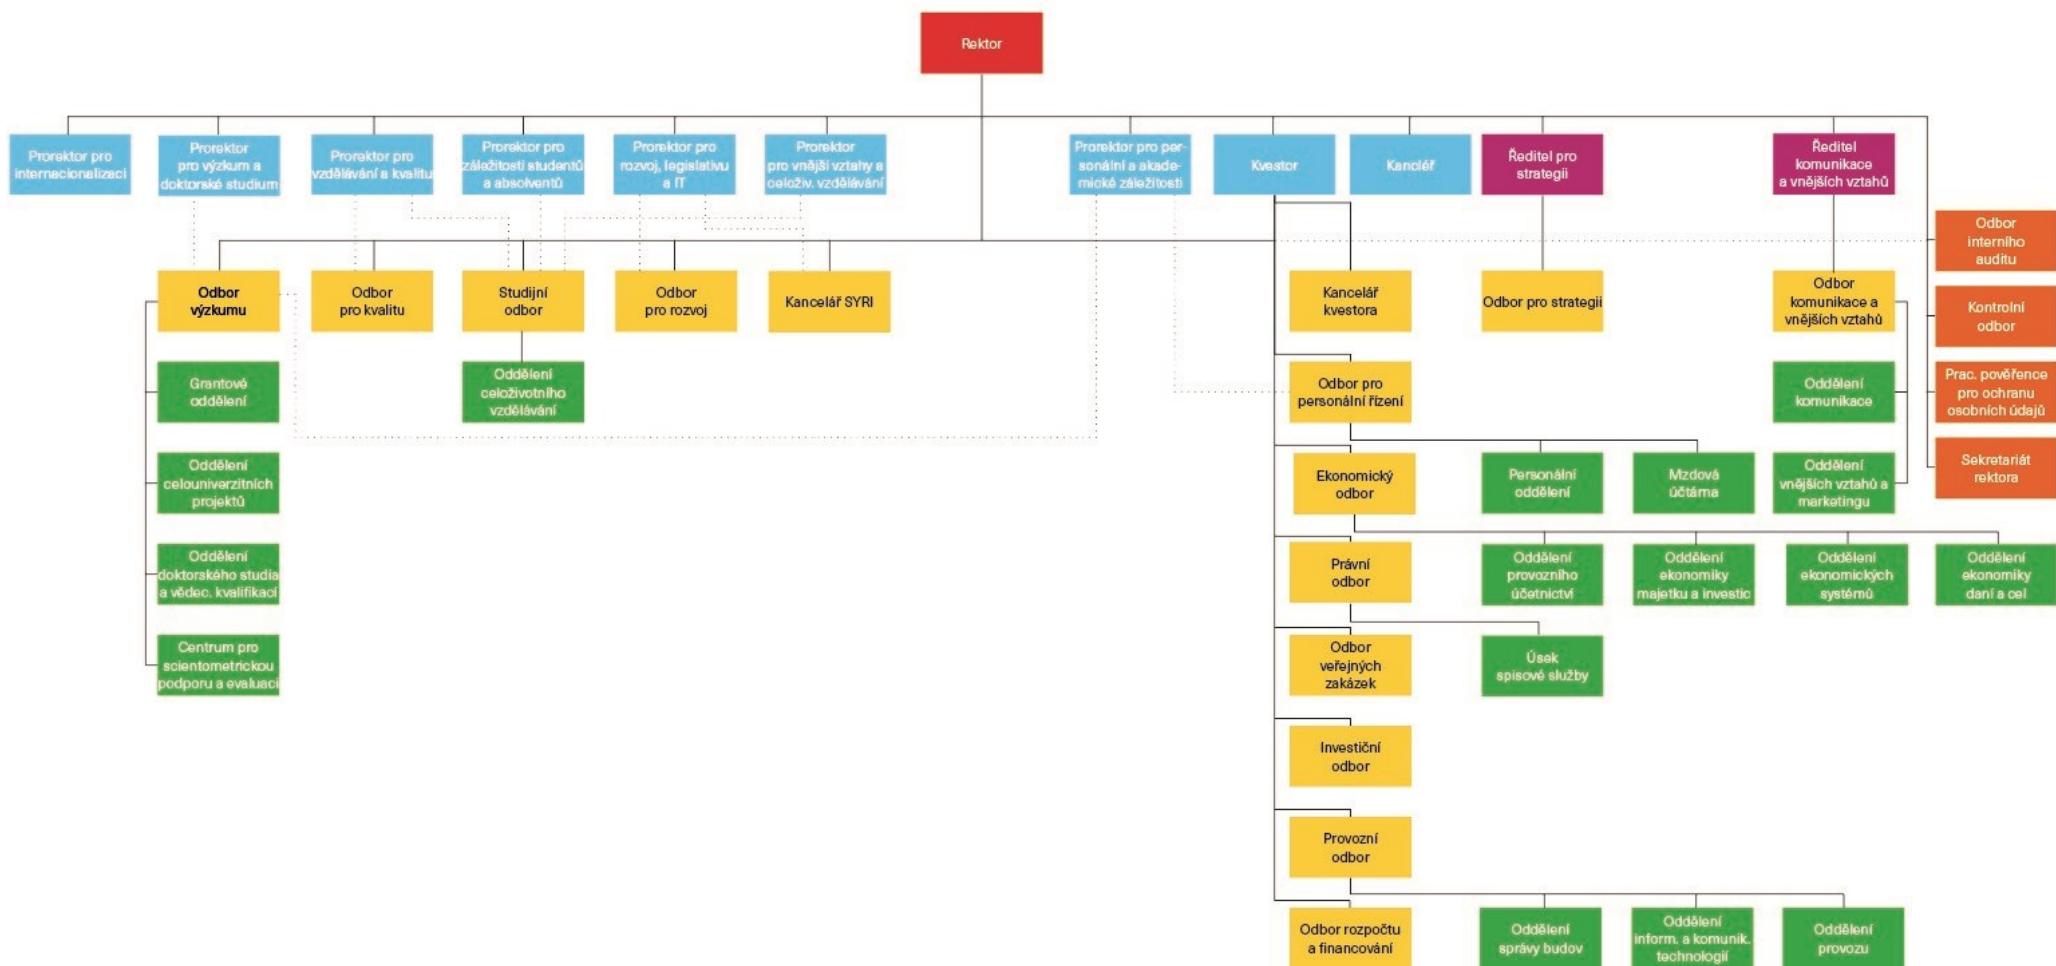 Rektor
Prorektor pro
internacionalizaci
Prorektor
pro výzkum a
doktorské studium
Prorektor pro
vzdělávání a kvalitu
Prorektor pro
záležitosti studentů
a absolventů
Prorektor pro
rozvoj, legislativu
a IT
Prorektor
pro vnější vztahy a
celoživ. vzdělávání
Prorektor pro per-
sonální a akade-
mické záležitosti
Kvestor
Kancléř
Ředitel pro
strategii
Ředitel
komunikace
a vnějších vztahů
Odbor
interního
auditu
Odbor
výzkumu
Odbor
pro kvalitu
Studijní
odbor
Odbor
pro rozvoj
Kancelář SYRI
Kancelář
kvestora
Odbor pro strategii
Odbor
komunikace a
vnějších vztahů
Kontrolní
odbor
Grantové
oddělení
Oddělení
celoživotního
vzdělávání
Odbor pro
personální řízení
Oddělení
komunikace
Prac. pověřence
pro ochranu
osobních údajů
Oddělení
celouniverzitních
projektů
Ekonomický
odbor
Personální
oddělení
Mzdová
účtárna
Oddělení
vnějších vztahů a
marketingu
Sekretariát
rektora
Oddělení
doktorského studia
a vědec. kvalifikací
Právní
odbor
Oddělení
provozního
účetnictví
Oddělení
ekonomiky
majetku a investic
Oddělení
ekonomických
systémů
Oddělení
ekonomiky
daní a cel
Centrum pro
scientometrickou
podporu a evaluaci
Odbor
veřejných
zakázek
Úsek
spisové služby
Investiční
odbor
Provozní
odbor
Odbor rozpočtu
a financování
Oddělení
správy budov
Oddělení
inform. a komunik.
technologií
Oddělení
provozu